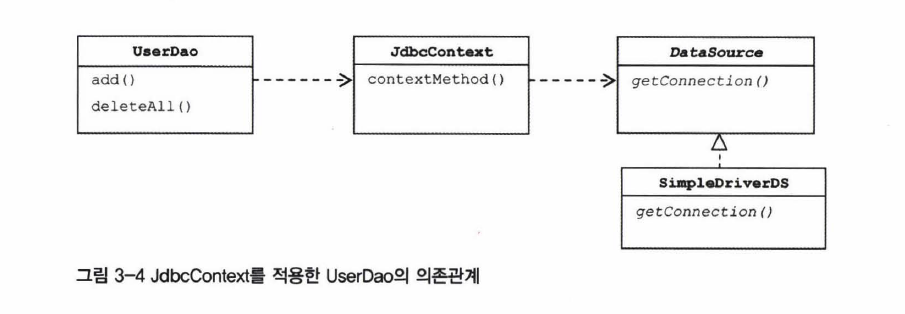 UserDao
add()
deleteAll()
JdbcContext
contextMethod()
DataSource
getConnection()
SimpleDriverDS
getConnection()
그림 3-4 JdbcContext를 적용한 UserDao의 의존관계